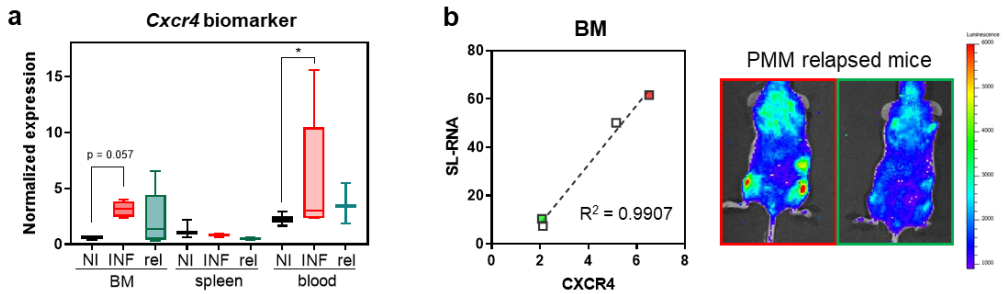 a
Cxcr4 biomarker
Normalized expression
15
10
5
0
p = 0.057
*
NI INF rel NI INF rel NI INF rel
BM spleen blood
b
BM
SL-RNA
80
60
40
20
0
R² = 0.9907
0 2 4 6 8
CXCR4
PMM relapsed mice
Luminescence
6000
5000
4000
3000
2000
1000